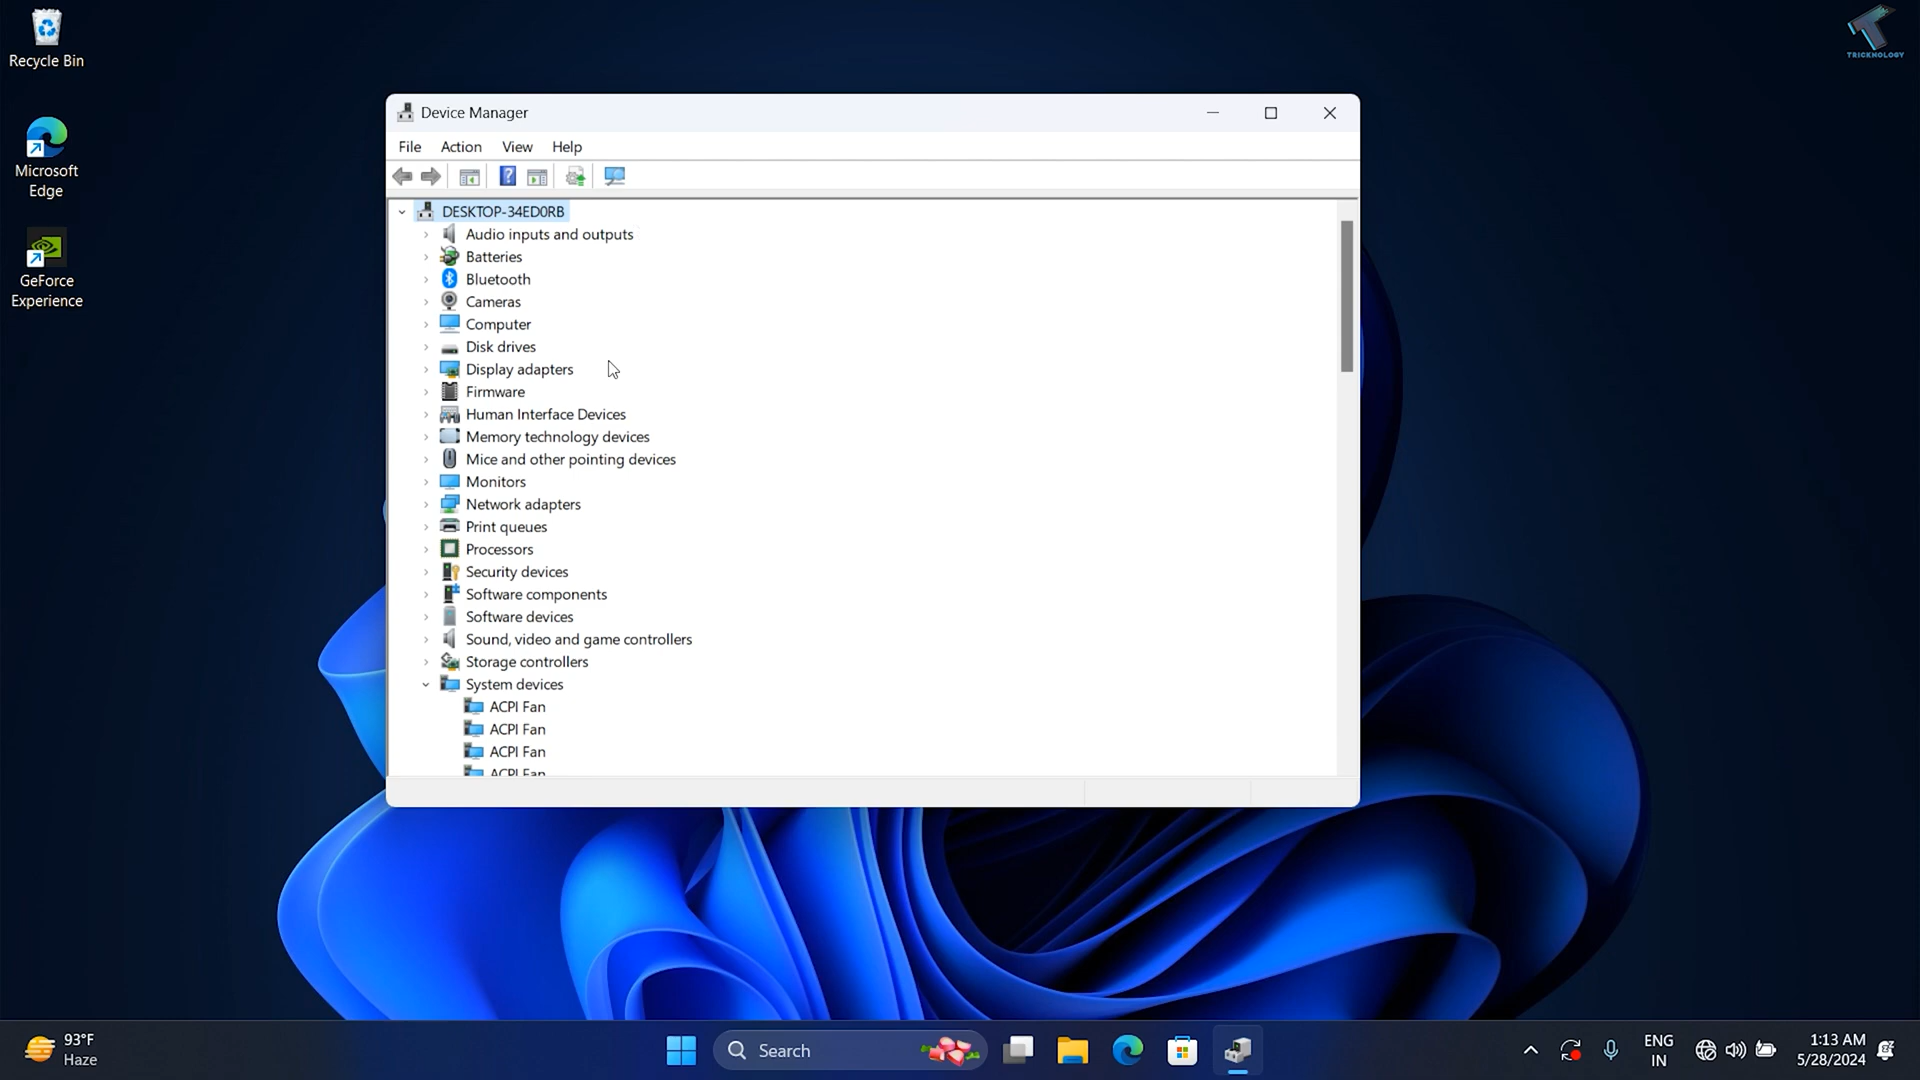 Recycle Bin
Microsoft
Edge
GeForce
Experience
TRICKNOLOGY
Device Manager
File Action View Help
DESKTOP-34ED0RB
Audio inputs and outputs
Batteries
Bluetooth
Cameras
Computer
Disk drives
Display adapters
Firmware
Human Interface Devices
Memory technology devices
Mice and other pointing devices
Monitors
Network adapters
Print queues
Processors
Security devices
Software components
Software devices
Sound, video and game controllers
Storage controllers
System devices
ACPI Fan
ACPI Fan
ACPI Fan
ACPI Fan
93°F
Haze
Search
ENG
IN
1:13 AM
5/28/2024